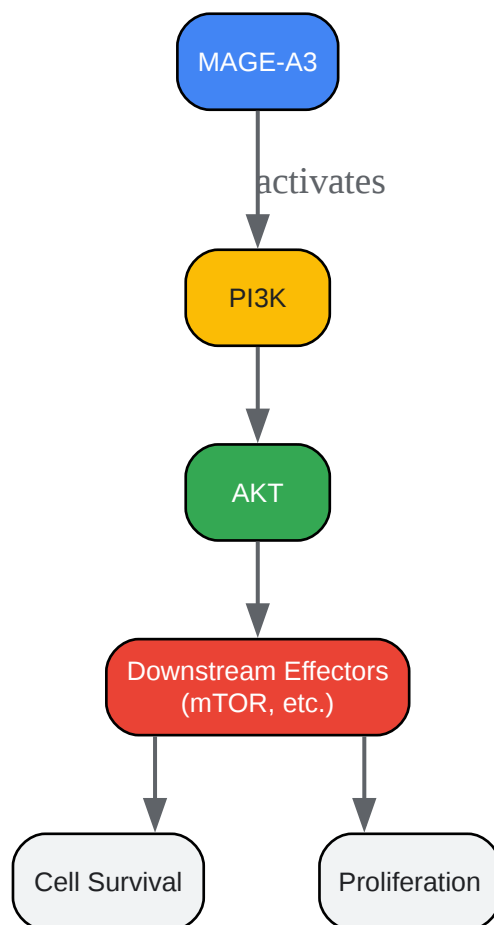 MAGE-A3
activates
PI3K
AKT
Downstream Effectors
(mTOR, etc.)
Cell Survival
Proliferation